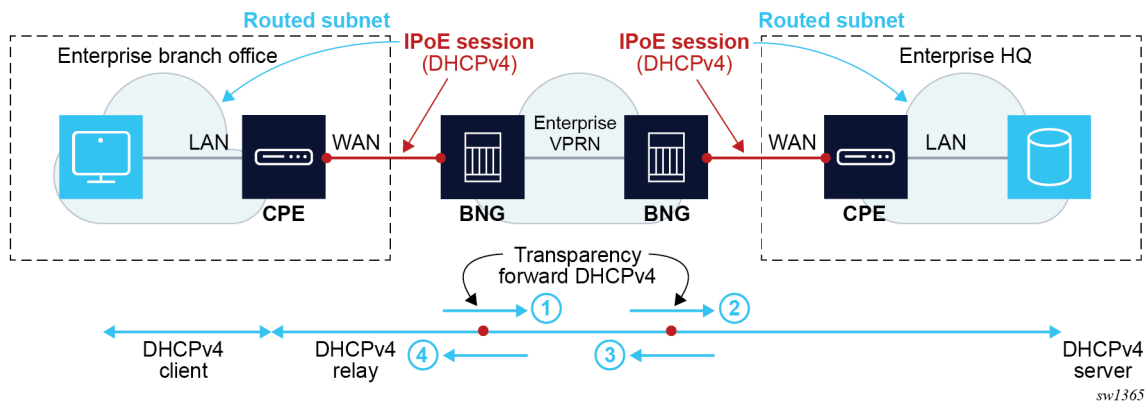 Routed subnet
Routed subnet
Enterprise branch office
IPoE session
(DHCPv4)
IPoE session
(DHCPv4)
Enterprise HQ
LAN
WAN
Enterprise
VPRN
WAN
LAN
CPE
BNG
BNG
CPE
Transparency
forward DHCPv4
1
2
4
3
DHCPv4
client
DHCPv4
relay
DHCPv4
server
sw1365